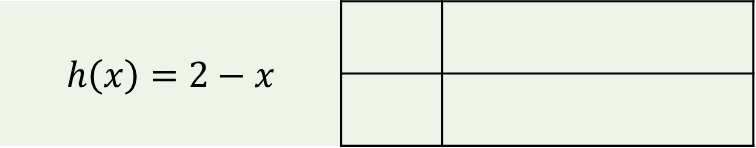 h(x) = 2 − x